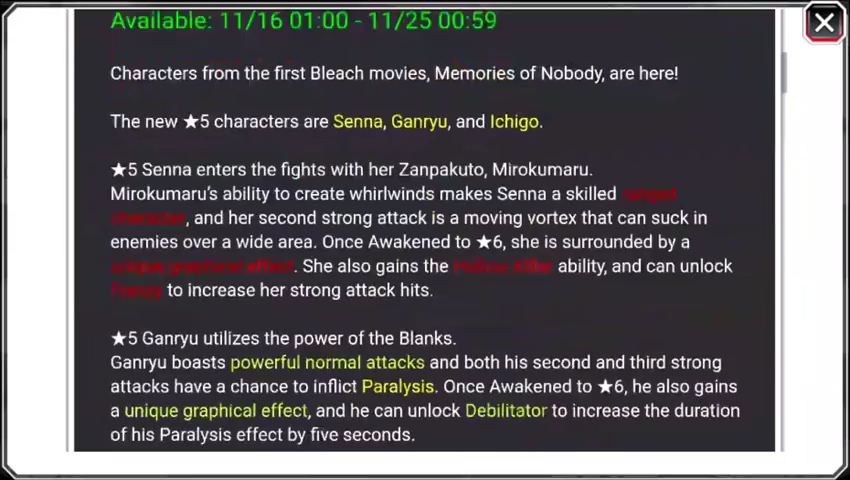 Available: 11/16 01:00 - 11/25 00:59
Characters from the first Bleach movies, Memories of Nobody, are here!
The new ★5 characters are Senna, Ganryu, and Ichigo.
★5 Senna enters the fights with her Zanpakuto, Mirokumaru.
Mirokumaru's ability to create whirlwinds makes Senna a skilled ranged
character, and her second strong attack is a moving vortex that can suck in
enemies over a wide area. Once Awakened to ★6, she is surrounded by a
unique graphical effect. She also gains the Hollow Killer ability, and can unlock
Frenzy to increase her strong attack hits.
★5 Ganryu utilizes the power of the Blanks.
Ganryu boasts powerful normal attacks and both his second and third strong
attacks have a chance to inflict Paralysis. Once Awakened to ★6, he also gains
a unique graphical effect, and he can unlock Debilitator to increase the duration
of his Paralysis effect by five seconds.